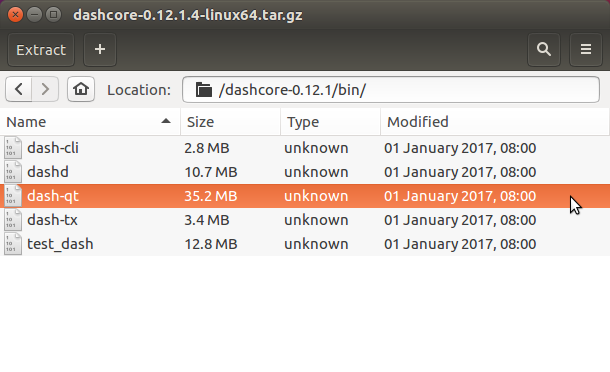 dashcore-0.12.1.4-linux64.tar.gz
Extract +
Location: /dashcore-0.12.1/bin/
Name Size Type Modified
dash-cli 2.8 MB unknown 01 January 2017, 08:00
dashd 10.7 MB unknown 01 January 2017, 08:00
dash-qt 35.2 MB unknown 01 January 2017, 08:00
dash-tx 3.4 MB unknown 01 January 2017, 08:00
test_dash 12.8 MB unknown 01 January 2017, 08:00